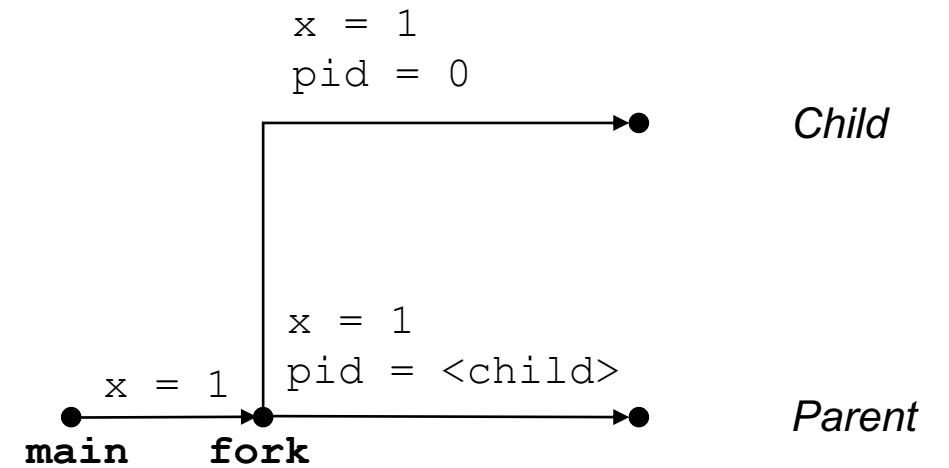 x = 1
pid = 0
Child
x = 1
pid = <child>
x = 1
Parent
main
fork